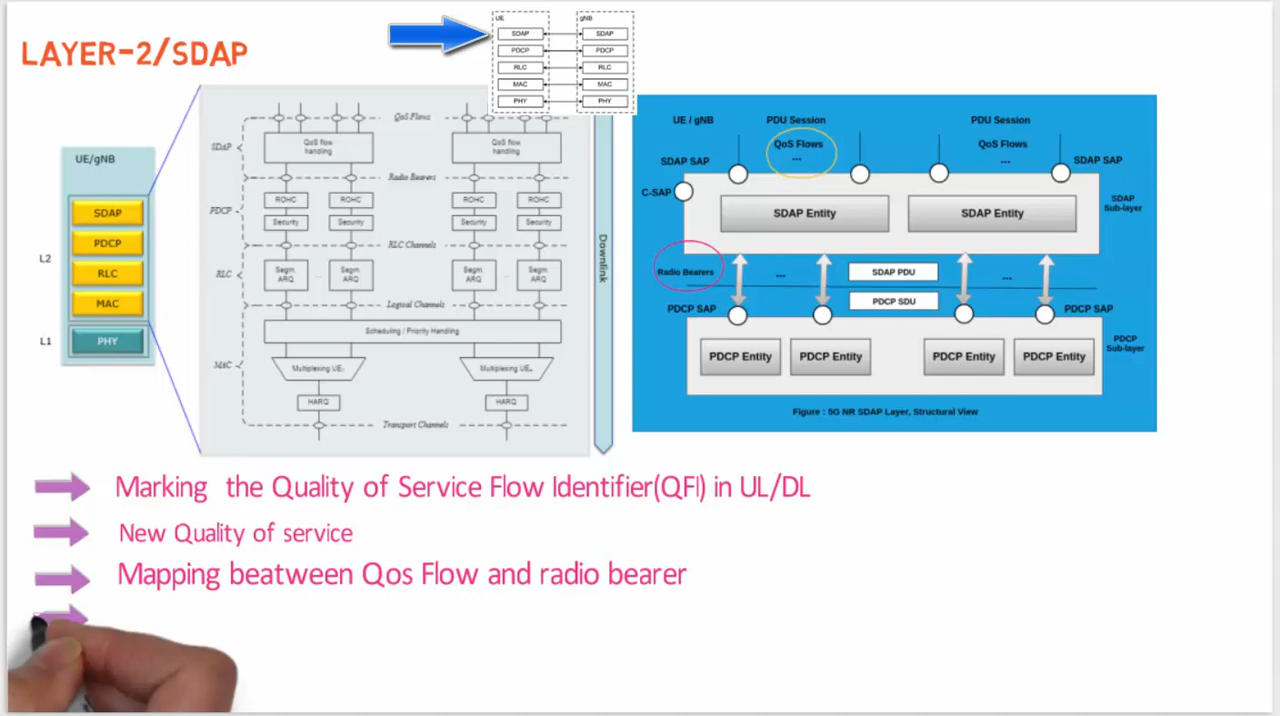 LAYER-2/SDAP
UE gNB
SDAP SDAP
PDCP PDCP
RLC RLC
MAC MAC
PHY PHY
UE/gNB
L2
SDAP
PDCP
RLC
MAC
L1
PHY
QoS Flows
SDAP
QoS flow handling
QoS flow handling
Radio Bearers
PDCP
ROHC ROHC ROHC ROHC
Security Security Security Security
RLC Channels
RLC
Segm. ARQ
... 
Segm. ARQ
Segm. ARQ
...
Segm. ARQ
Logical Channels
Scheduling / Priority Handling
MAC
Multiplexing UE₁
Multiplexing UEₙ
HARQ HARQ
Transport Channels
Downlink
UE / gNB PDU Session PDU Session
QoS Flows QoS Flows
... ...
SDAP SAP SDAP SAP
C-SAP
SDAP Entity SDAP Entity
SDAP
Sub-layer
Radio Bearers ... SDAP PDU ...
PDCP SDU
PDCP SAP PDCP SAP
PDCP Entity PDCP Entity PDCP Entity PDCP Entity
PDCP
Sub-layer
Figure : 5G NR SDAP Layer, Structural View
Marking the Quality of Service Flow Identifier(QFI) in UL/DL
New Quality of service
Mapping beatween Qos Flow and radio bearer